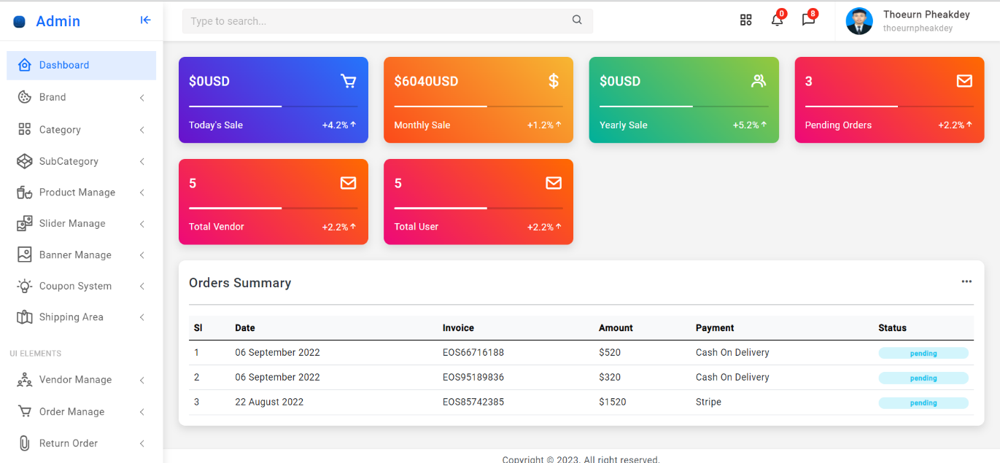 Admin
Type to search...
0
8
Thoeurn Pheakdey
thoeurnpheakdey
Dashboard
Brand
Category
SubCategory
Product Manage
Slider Manage
Banner Manage
Coupon System
Shipping Area
UI ELEMENTS
Vendor Manage
Order Manage
Return Order
$0USD
Today's Sale +4.2%
$6040USD
Monthly Sale +1.2%
$0USD
Yearly Sale +5.2%
3
Pending Orders +2.2%
5
Total Vendor +2.2%
5
Total User +2.2%
Orders Summary
Sl Date Invoice Amount Payment Status
1 06 September 2022 EOS66716188 $520 Cash On Delivery pending
2 06 September 2022 EOS95189836 $320 Cash On Delivery pending
3 22 August 2022 EOS85742385 $1520 Stripe pending
Copyright © 2023. All right reserved.